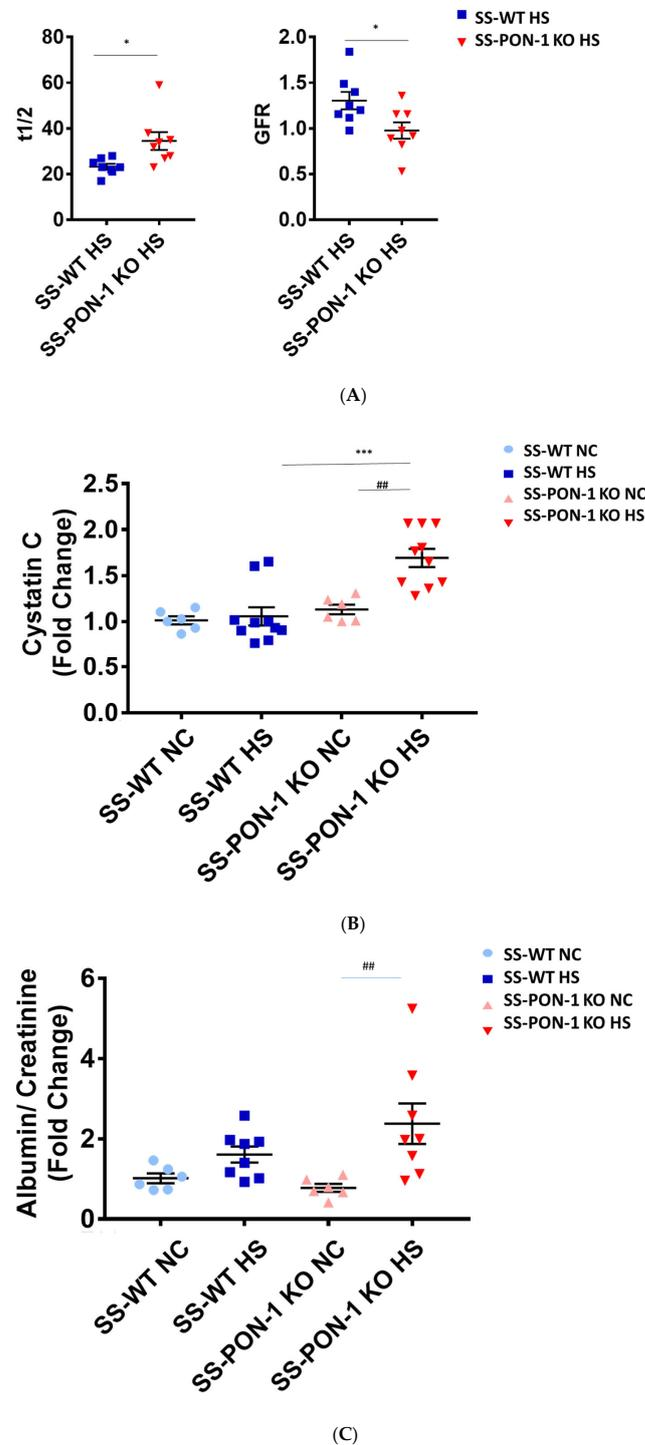 SS-WT HS
SS-PON-1 KO HS
80
60
40
20
0
t1/2
*
SS-WT HS
SS-PON-1 KO HS
2.0
1.5
1.0
0.5
0.0
GFR
*
SS-WT HS
SS-PON-1 KO HS
(A)
SS-WT NC
SS-WT HS
SS-PON-1 KO NC
SS-PON-1 KO HS
***
##
2.5
2.0
1.5
1.0
0.5
0.0
Cystatin C
(Fold Change)
SS-WT NC
SS-WT HS
SS-PON-1 KO NC
SS-PON-1 KO HS
(B)
SS-WT NC
SS-WT HS
SS-PON-1 KO NC
SS-PON-1 KO HS
##
6
4
2
0
Albumin/ Creatinine
(Fold Change)
SS-WT NC
SS-WT HS
SS-PON-1 KO NC
SS-PON-1 KO HS
(C)